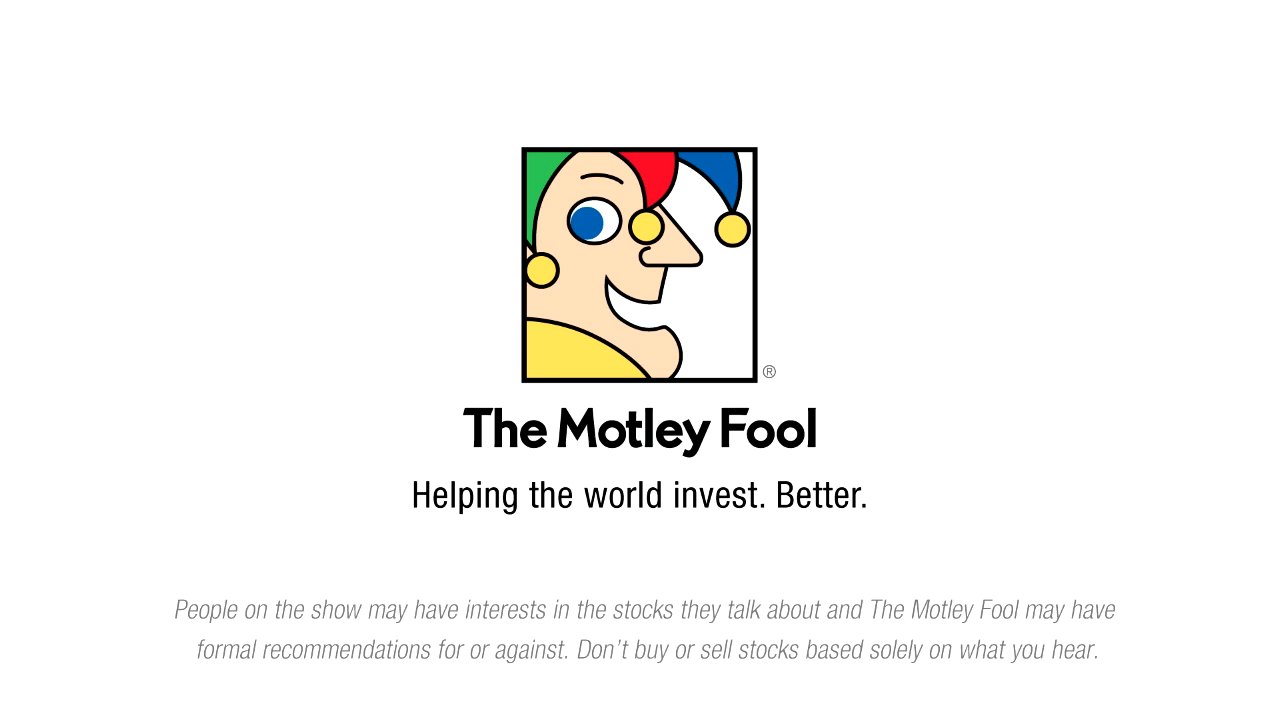 ®
The Motley Fool
Helping the world invest. Better.
People on the show may have interests in the stocks they talk about and The Motley Fool may have
formal recommendations for or against. Don’t buy or sell stocks based solely on what you hear.